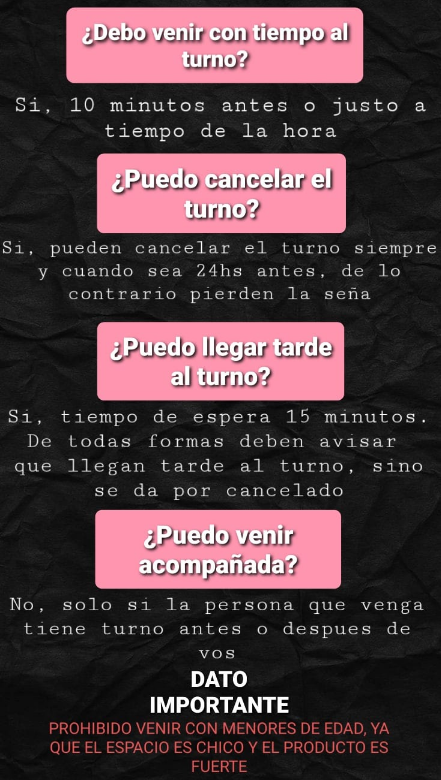 ¿Debo venir con tiempo al
turno?
Si, 10 minutos antes o justo a
tiempo de la hora
¿Puedo cancelar el
turno?
Si, pueden cancelar el turno siempre
y cuando sea 24hs antes, de lo
contrario pierden la seña
¿Puedo llegar tarde
al turno?
Si, tiempo de espera 15 minutos.
De todas formas deben avisar
que llegan tarde al turno, sino
se da por cancelado
¿Puedo venir
acompañada?
No, solo si la persona que venga
tiene turno antes o despues de
vos
DATO
IMPORTANTE
PROHIBIDO VENIR CON MENORES DE EDAD, YA
QUE EL ESPACIO ES CHICO Y EL PRODUCTO ES
FUERTE